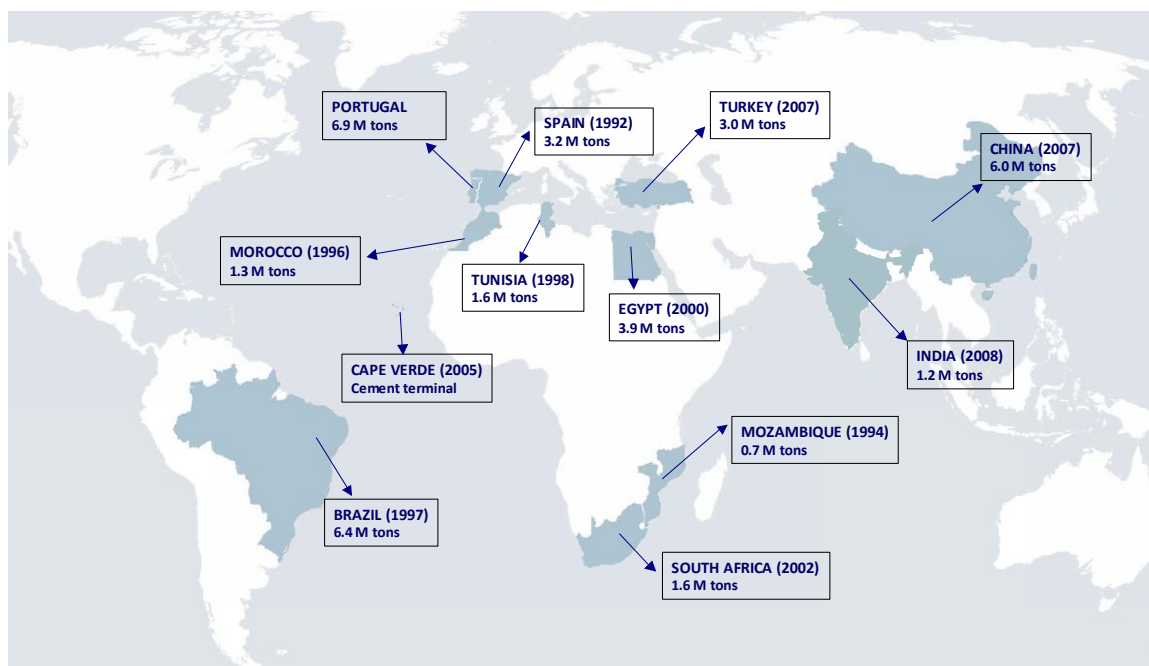 PORTUGAL
6.9 M tons
SPAIN (1992)
3.2 M tons
TURKEY (2007)
3.0 M tons
CHINA (2007)
6.0 M tons
MOROCCO (1996)
1.3 M tons
TUNISIA (1998)
1.6 M tons
EGYPT (2000)
3.9 M tons
CAPE VERDE (2005)
Cement terminal
INDIA (2008)
1.2 M tons
MOZAMBIQUE (1994)
0.7 M tons
BRAZIL (1997)
6.4 M tons
SOUTH AFRICA (2002)
1.6 M tons